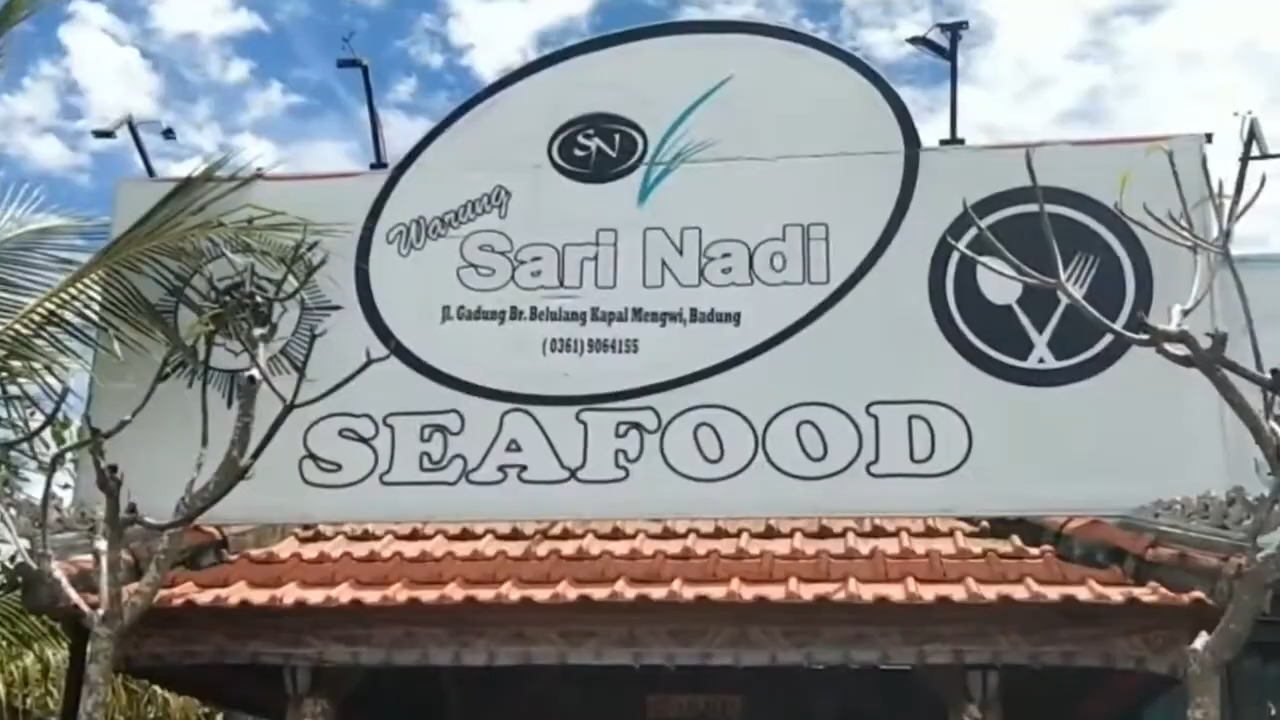 SN
Warung
Sari Nadi
Jl. Gadung Br. Belulang Kapal Mengwi, Badung
(0361) 9064155
SEAFOOD